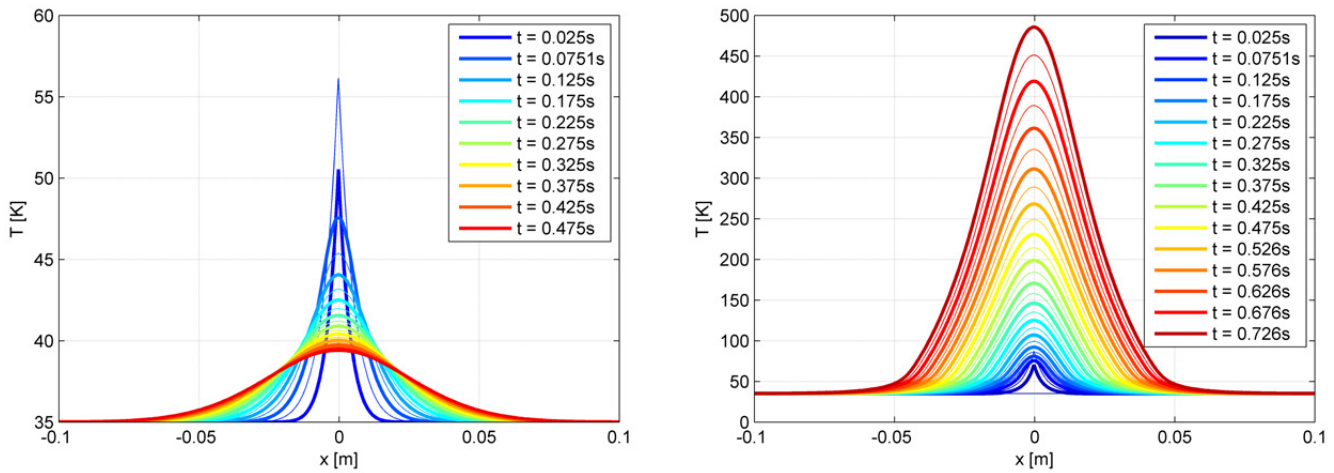 60
55
50
45
40
35
T [K]
-0.1
-0.05
0
0.05
0.1
x [m]
t = 0.025s
t = 0.0751s
t = 0.125s
t = 0.175s
t = 0.225s
t = 0.275s
t = 0.325s
t = 0.375s
t = 0.425s
t = 0.475s
500
450
400
350
300
250
200
150
100
50
0
T [K]
-0.1
-0.05
0
0.05
0.1
x [m]
t = 0.025s
t = 0.0751s
t = 0.125s
t = 0.175s
t = 0.225s
t = 0.275s
t = 0.325s
t = 0.375s
t = 0.425s
t = 0.475s
t = 0.526s
t = 0.576s
t = 0.626s
t = 0.676s
t = 0.726s